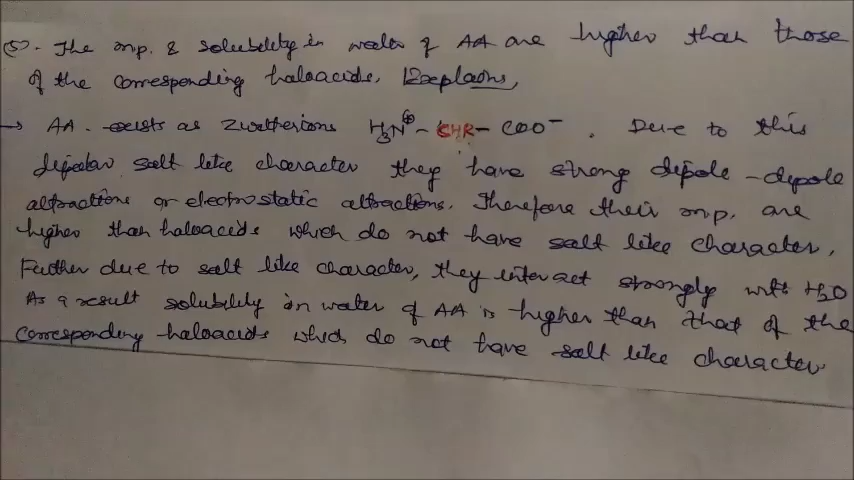 (5). The m.p. & solubility in water of AA are higher than those
of the corresponding haloacids, Explain,
→ AA. exists as Zwitterions H₃N⊕ - CHR - COO⁻ . Due to this
dipolar salt like character they have strong dipole - dipole
attractions or electrostatic attractions. Therefore their m.p. are
higher than haloacids which do not have salt like character.
Further due to salt like character, they interact strongly with H₂O
As a result solubility in water of AA is higher than that of the
corresponding haloacids which do not have salt like character